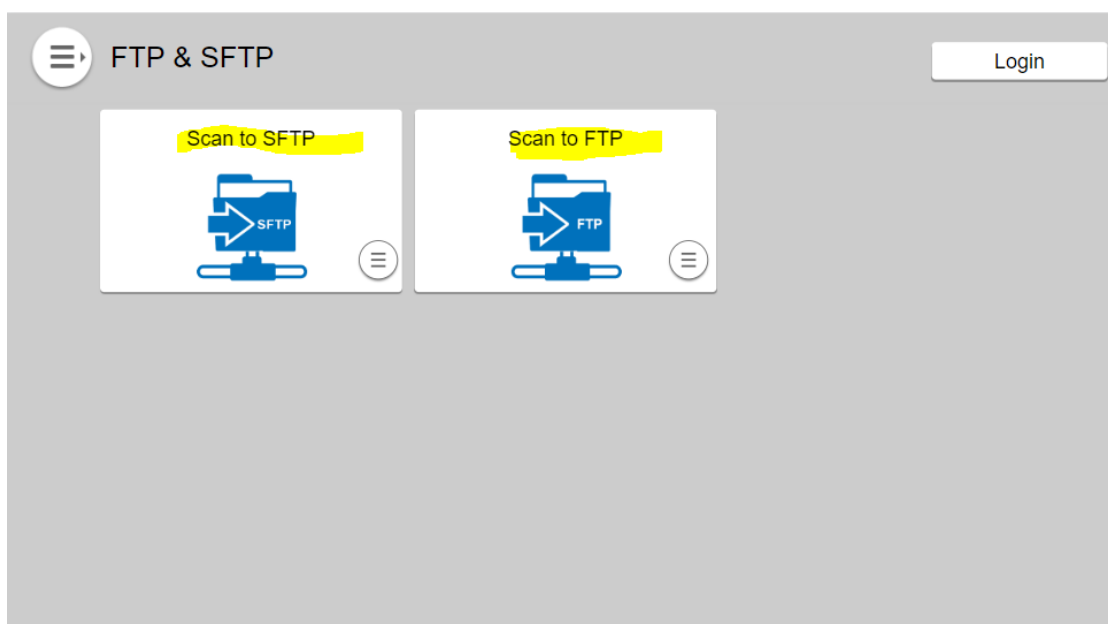 FTP & SFTP
Login
Scan to SFTP
Scan to FTP
SFTP
FTP